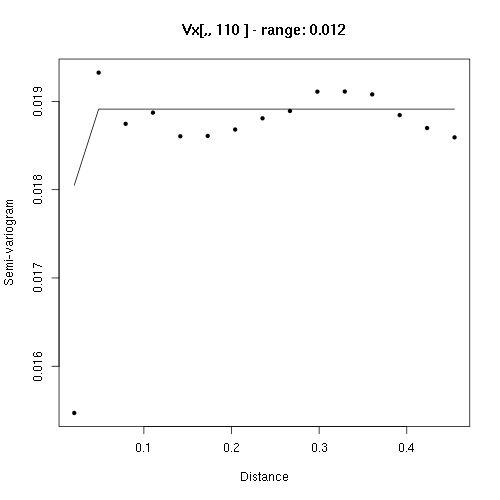 Vx[,, 110 ] - range: 0.012
Semi-variogram
0.019
0.018
0.017
0.016
0.1 0.2 0.3 0.4
Distance